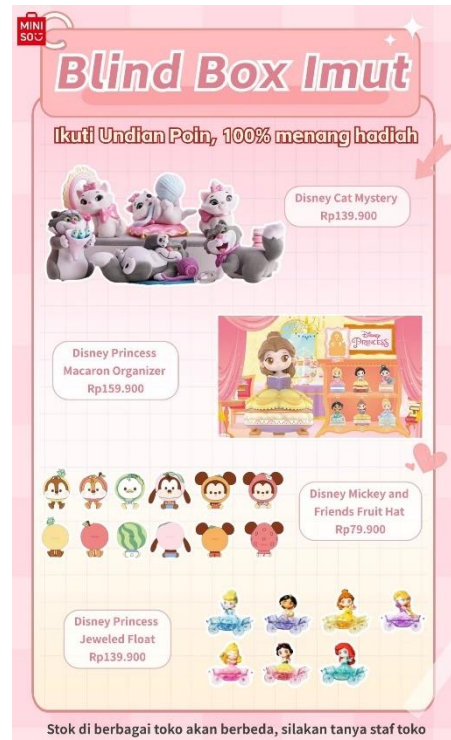 MINI
SO
Blind Box Imut
Ikuti Undian Poin, 100% menang hadiah
Disney Cat Mystery
Rp139.900
Disney
PRINCESS
Disney Princess
Macaron Organizer
Rp159.900
Disney Mickey and
Friends Fruit Hat
Rp79.900
Disney Princess
Jeweled Float
Rp139.900
Stok di berbagai toko akan berbeda, silakan tanya staf toko